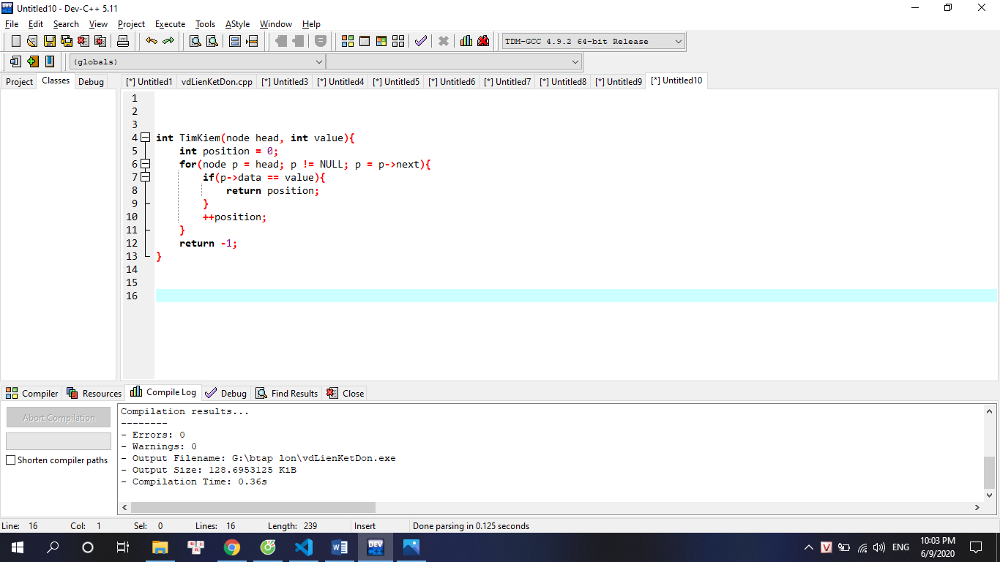 Untitled10 - Dev-C++ 5.11
File Edit Search View Project Execute Tools AStyle Window Help
TDM-GCC 4.9.2 64-bit Release
(globals)
Project Classes Debug
[*] Untitled1 vdLienKetDon.cpp [*] Untitled3 [*] Untitled4 [*] Untitled5 [*] Untitled6 [*] Untitled7 [*] Untitled8 [*] Untitled9 [*] Untitled10
1
2
3
4 int TimKiem(node head, int value){
5 int position = 0;
6 for(node p = head; p != NULL; p = p->next){
7 if(p->data == value){
8 return position;
9 }
10 ++position;
11 }
12 return -1;
13 }
14
15
16
Compiler Resources Compile Log Debug Find Results Close
Abort Compilation
Shorten compiler paths
Compilation results...
--------
- Errors: 0
- Warnings: 0
- Output Filename: G:\btap lon\vdLienKetDon.exe
- Output Size: 128.6953125 KiB
- Compilation Time: 0.36s
Line: 16 Col: 1 Sel: 0 Lines: 16 Length: 239 Insert Done parsing in 0.125 seconds
DEV
V
ENG
10:03 PM
6/9/2020